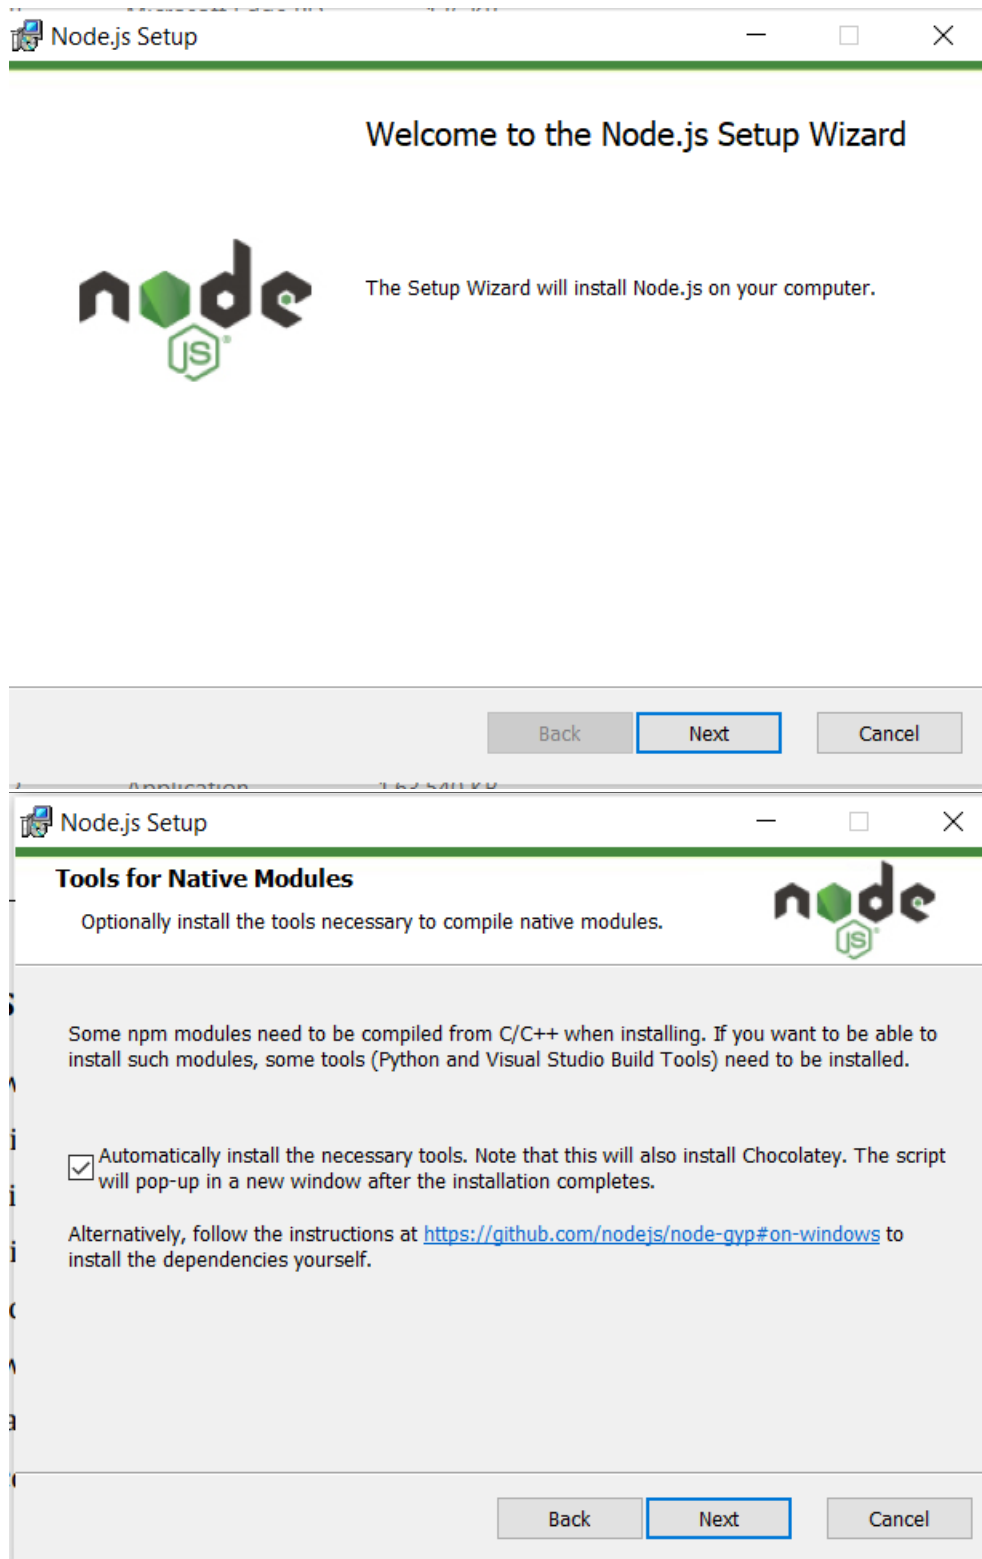 Node.js Setup
Welcome to the Node.js Setup Wizard
node
JS
The Setup Wizard will install Node.js on your computer.
Back
Next
Cancel
Application
Node.js Setup
Tools for Native Modules
Optionally install the tools necessary to compile native modules.
node
JS
Some npm modules need to be compiled from C/C++ when installing. If you want to be able to
install such modules, some tools (Python and Visual Studio Build Tools) need to be installed.
Automatically install the necessary tools. Note that this will also install Chocolatey. The script
will pop-up in a new window after the installation completes.
Alternatively, follow the instructions at https://github.com/nodejs/node-gyp#on-windows to
install the dependencies yourself.
Back
Next
Cancel